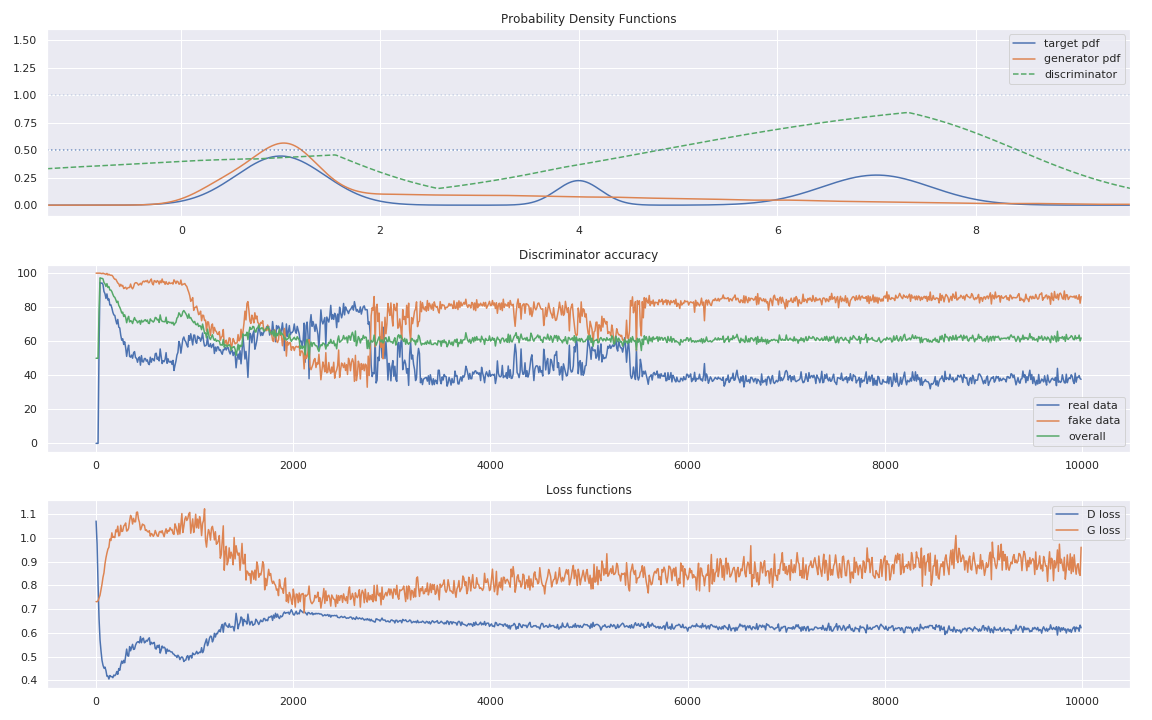 Probability Density Functions
1.50
1.25
1.00
0.75
0.50
0.25
0.00
target pdf
generator pdf
discriminator
0 2 4 6 8
Discriminator accuracy
100
80
60
40
20
0
real data
fake data
overall
0 2000 4000 6000 8000 10000
Loss functions
1.1
1.0
0.9
0.8
0.7
0.6
0.5
0.4
D loss
G loss
0 2000 4000 6000 8000 10000